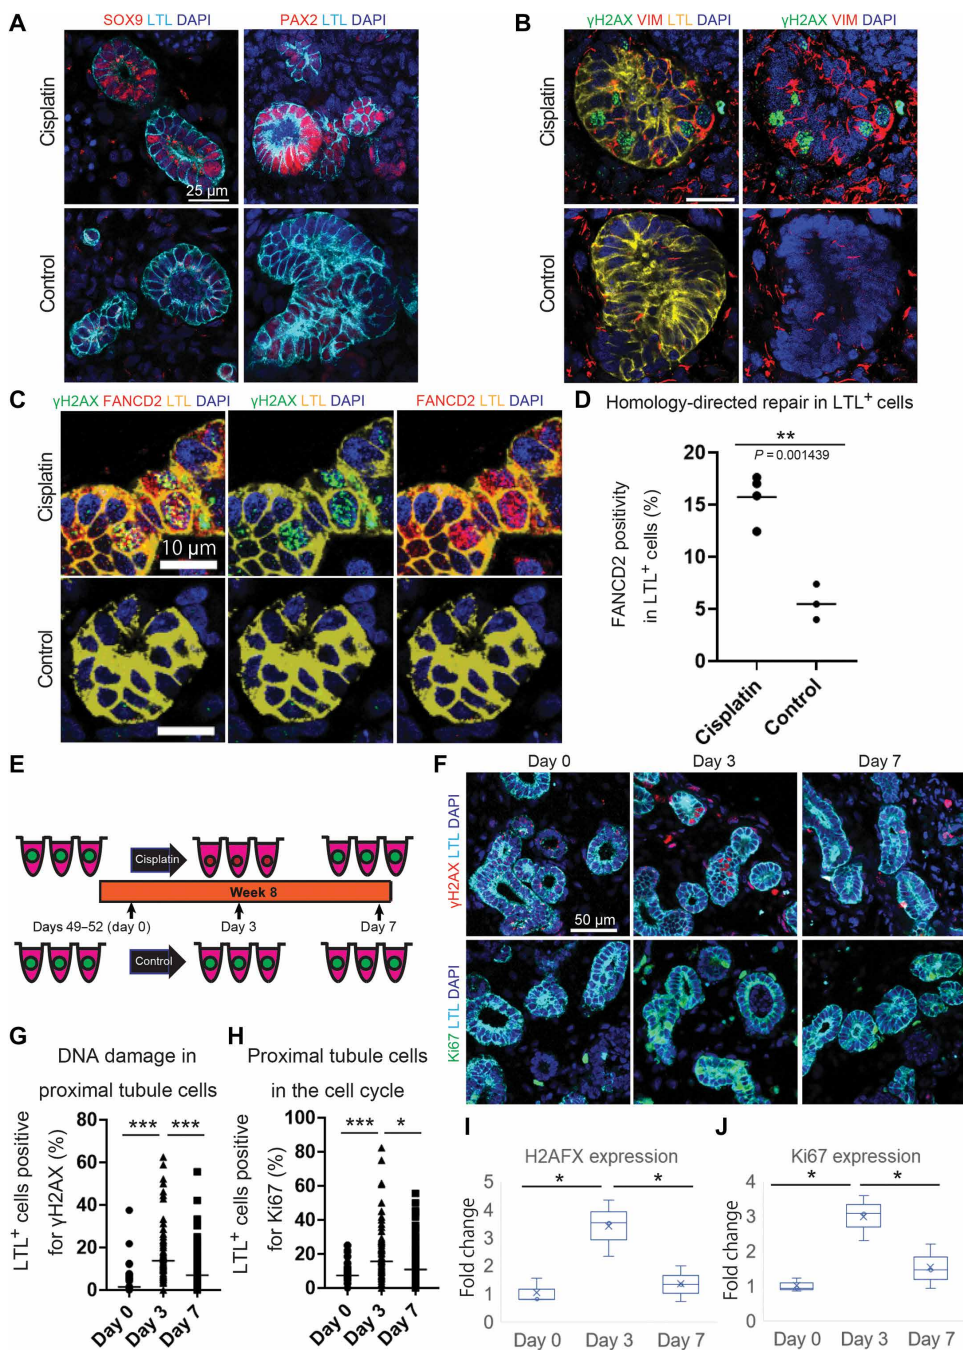 A
SOX9 LTL DAPI
PAX2 LTL DAPI
Cisplatin
25 µm
Control
B
γH2AX VIM LTL DAPI
γH2AX VIM DAPI
Cisplatin
Control
C
γH2AX FANCD2 LTL DAPI
γH2AX LTL DAPI
FANCD2 LTL DAPI
Cisplatin
10 µm
Control
D
Homology-directed repair in LTL+ cells
**
P = 0.001439
FANCD2 positivity
in LTL+ cells (%)
20
15
10
5
0
Cisplatin
Control
E
Cisplatin
Week 8
Days 49–52 (day 0)
Day 3
Day 7
Control
F
Day 0
Day 3
Day 7
γH2AX LTL DAPI
50 µm
Ki67 LTL DAPI
G
DNA damage in
proximal tubule cells
LTL+ cells positive
for γH2AX (%)
80
60
40
20
0
***
***
Day 0
Day 3
Day 7
H
Proximal tubule cells
in the cell cycle
LTL+ cells positive
for Ki67 (%)
100
80
60
40
20
0
***
*
Day 0
Day 3
Day 7
I
H2AFX expression
Fold change
5
4
3
2
1
0
*
*
Day 0
Day 3
Day 7
J
Ki67 expression
Fold change
4
3
2
1
0
*
*
Day 0
Day 3
Day 7